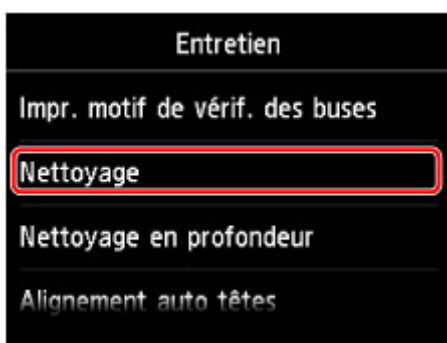 Entretien
Impr. motif de vérif. des buses
Nettoyage
Nettoyage en profondeur
Alignement auto têtes